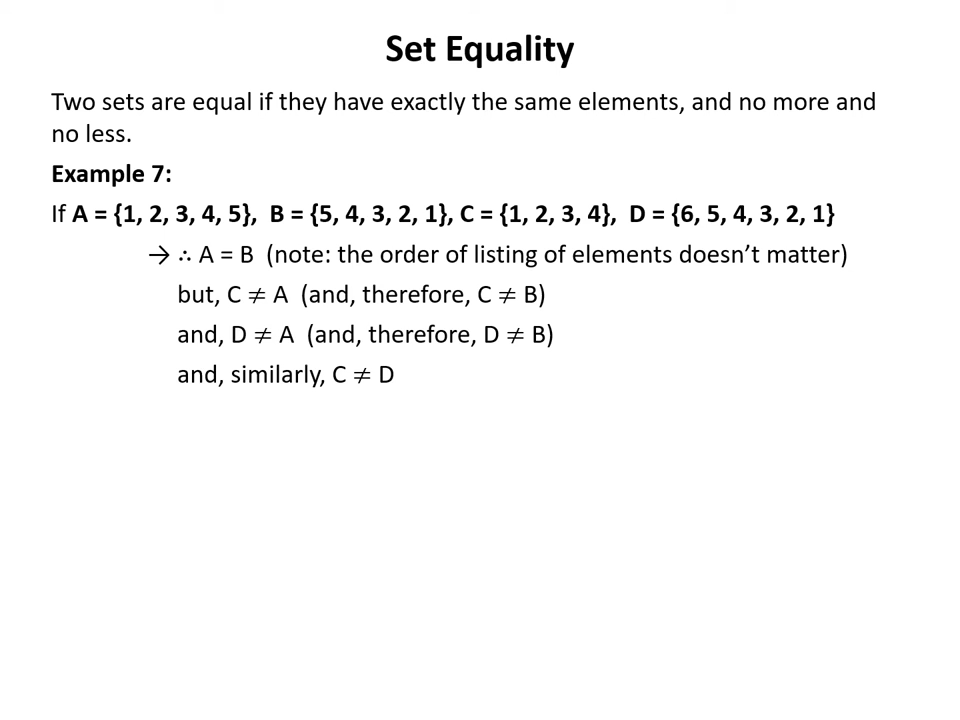 Set Equality
Two sets are equal if they have exactly the same elements, and no more and
no less.
Example 7:
If A = {1, 2, 3, 4, 5}, B = {5, 4, 3, 2, 1}, C = {1, 2, 3, 4}, D = {6, 5, 4, 3, 2, 1}
→ ∴ A = B (note: the order of listing of elements doesn’t matter)
but, C ≠ A (and, therefore, C ≠ B)
and, D ≠ A (and, therefore, D ≠ B)
and, similarly, C ≠ D